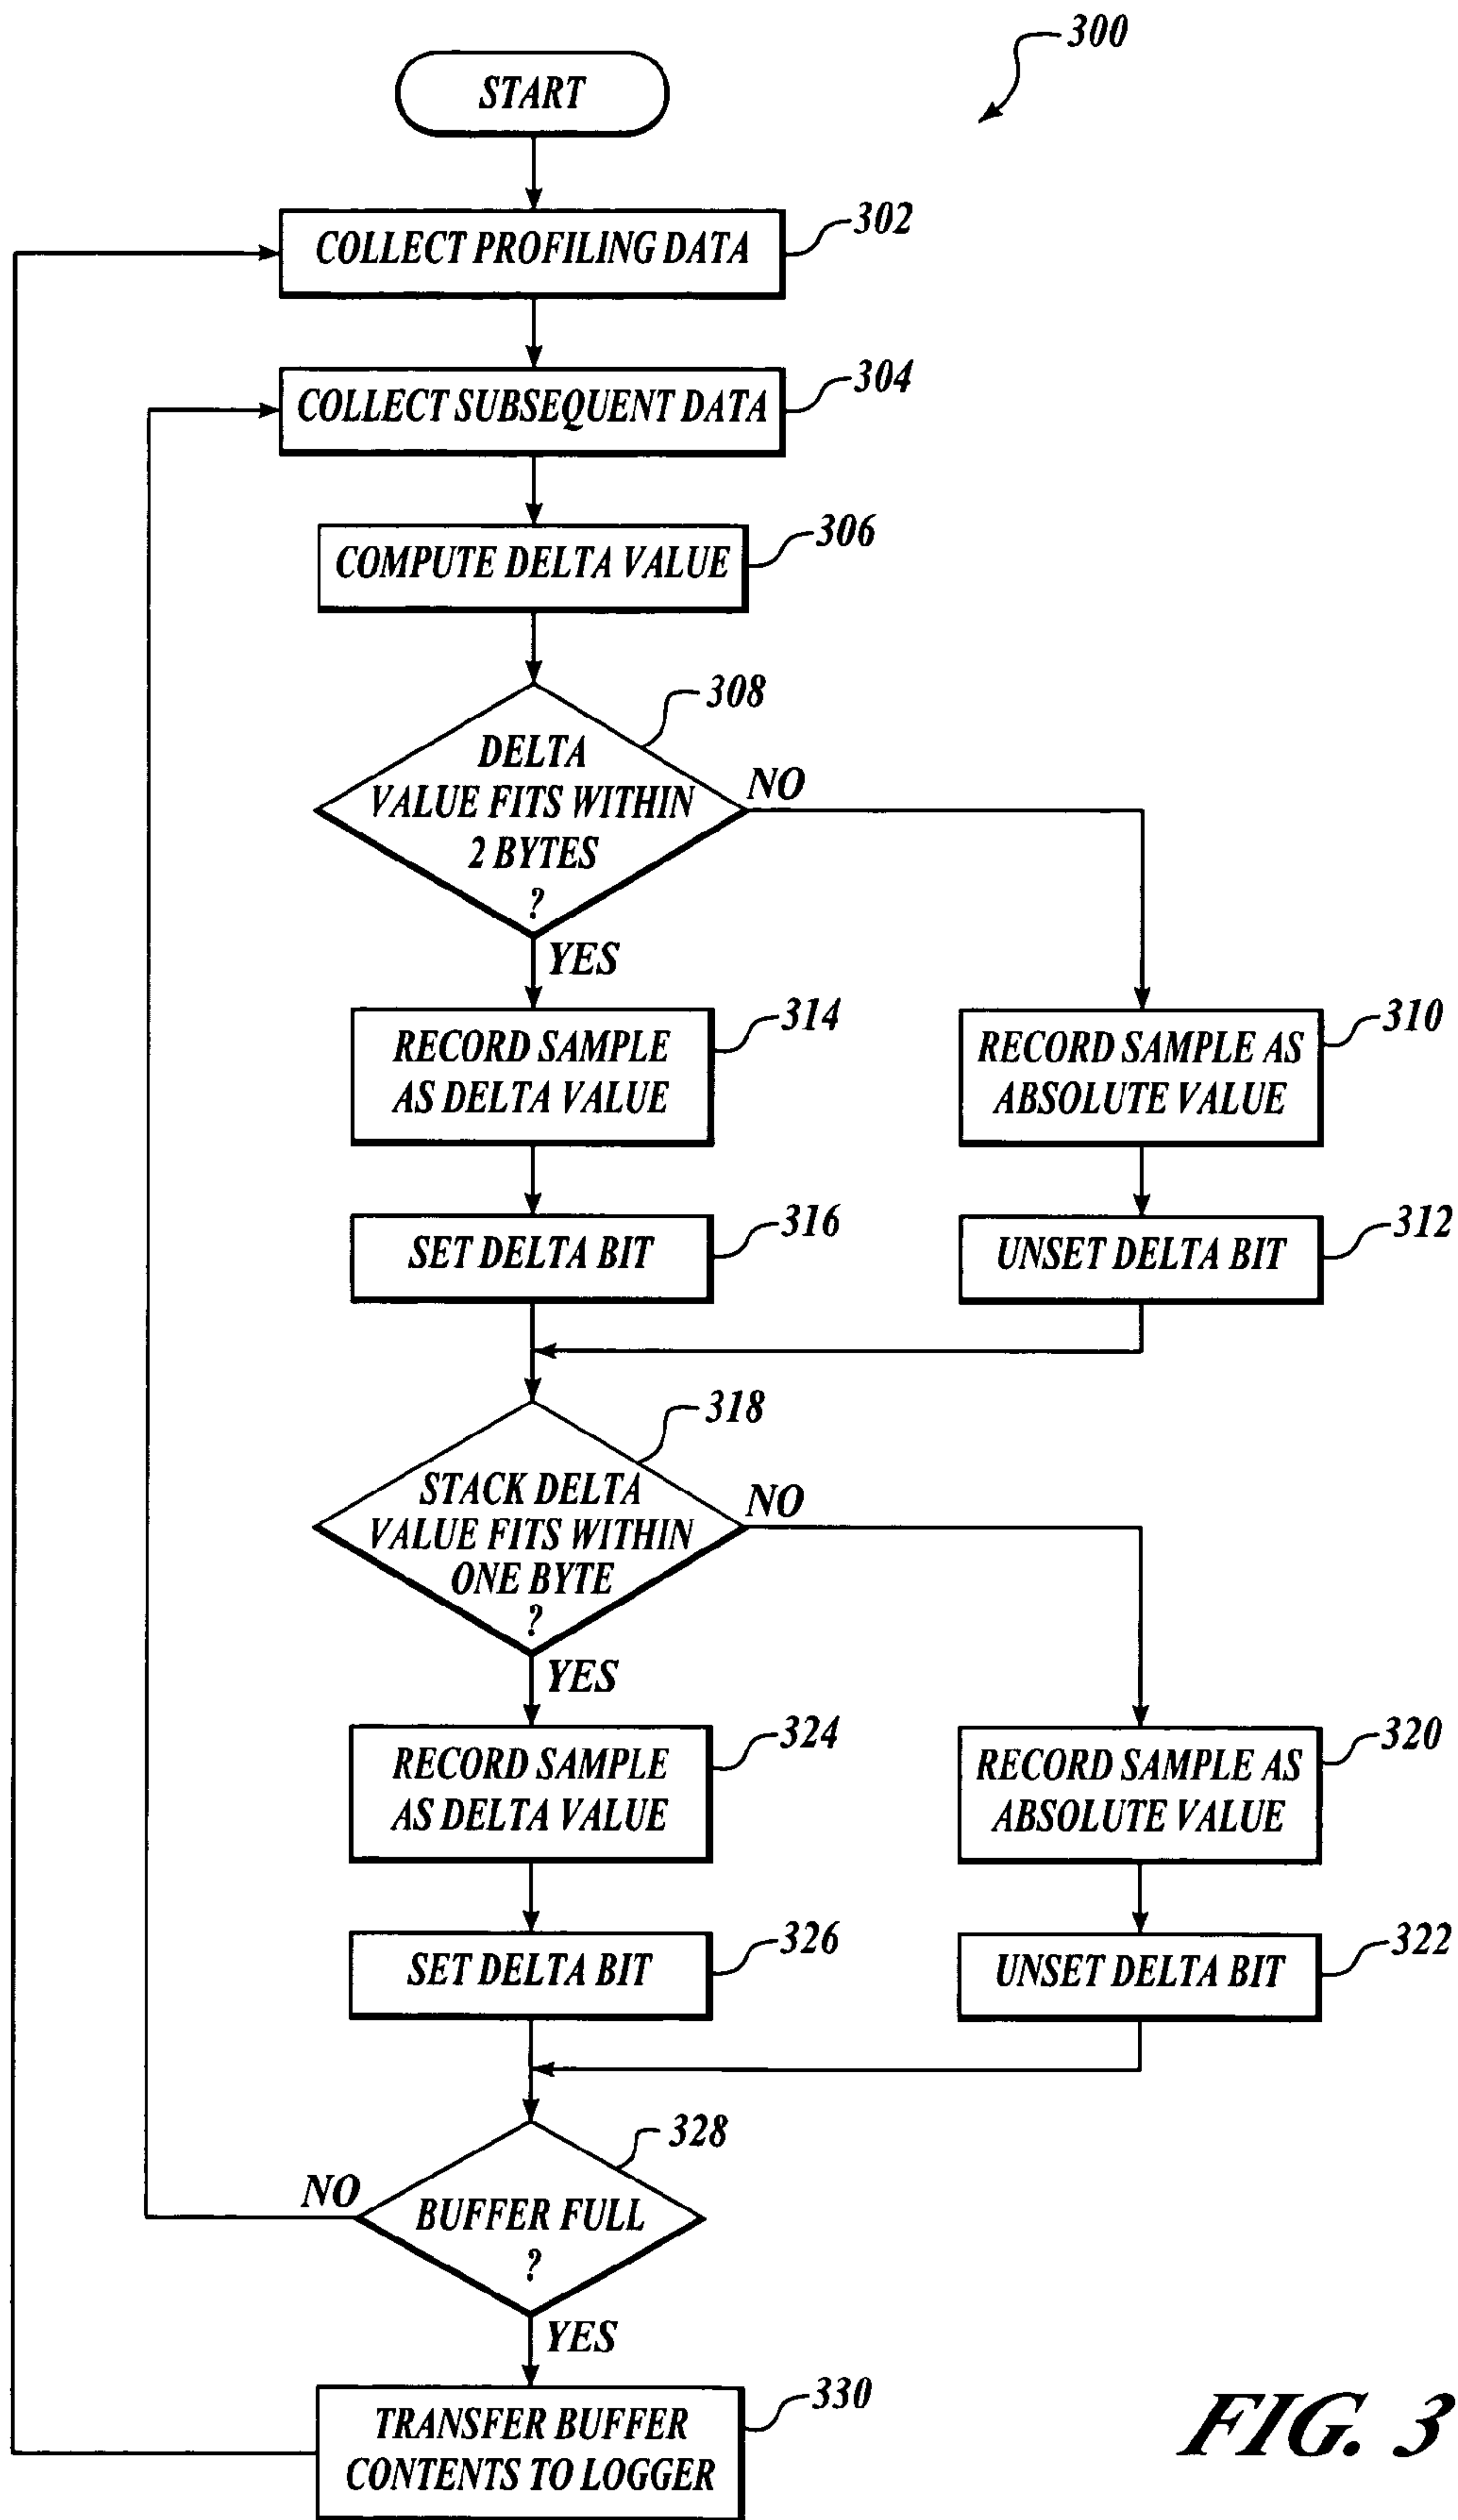 300
START
COLLECT PROFILING DATA
302
COLLECT SUBSEQUENT DATA
304
COMPUTE DELTA VALUE
306
308
DELTA
VALUE FITS WITHIN
2 BYTES
?
NO
YES
RECORD SAMPLE
AS DELTA VALUE
314
RECORD SAMPLE AS
ABSOLUTE VALUE
310
SET DELTA BIT
316
UNSET DELTA BIT
312
318
STACK DELTA
VALUE FITS WITHIN
ONE BYTE
?
NO
YES
RECORD SAMPLE
AS DELTA VALUE
324
RECORD SAMPLE AS
ABSOLUTE VALUE
320
SET DELTA BIT
326
UNSET DELTA BIT
322
328
NO
BUFFER FULL
?
YES
TRANSFER BUFFER
CONTENTS TO LOGGER
330
FIG. 3